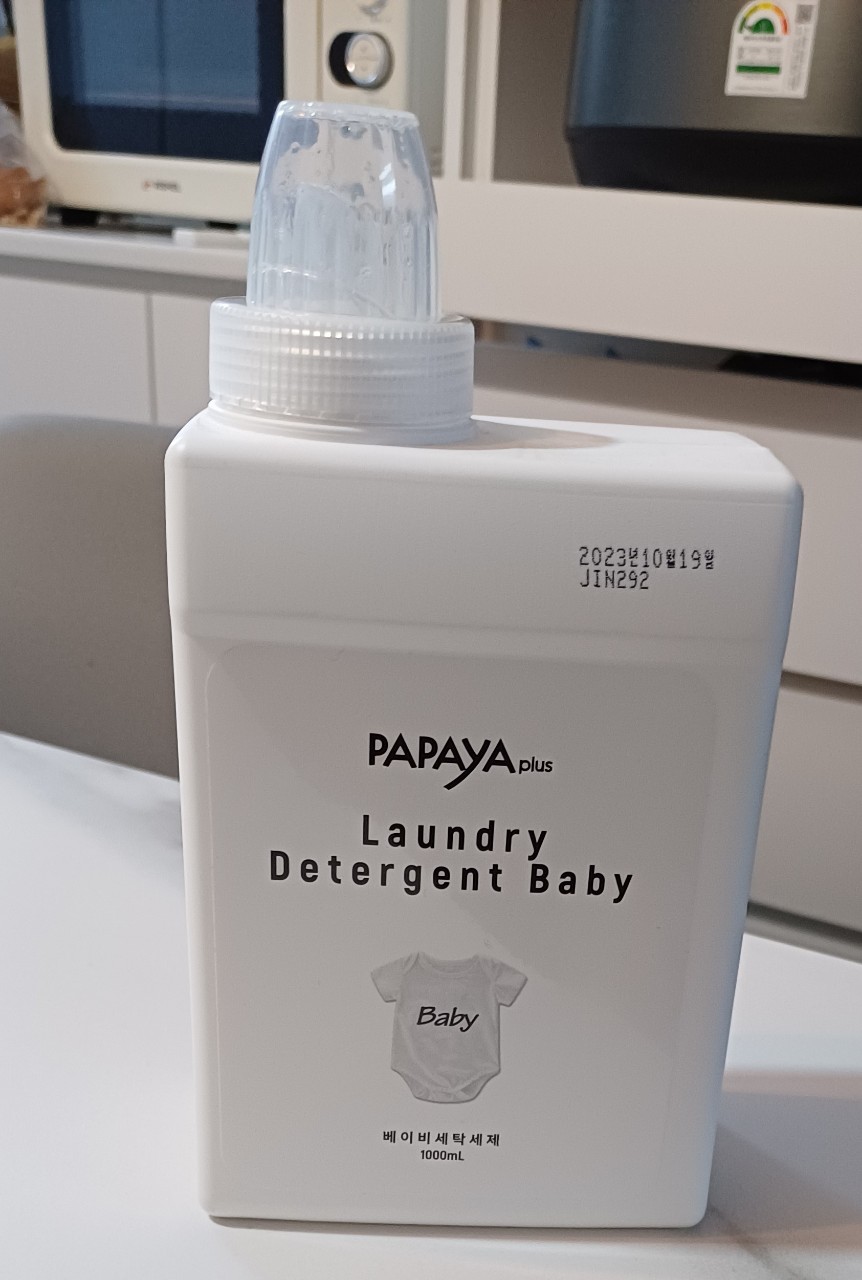 2023년10월19일
JIN292
PAPAYA plus
Laundry
Detergent Baby
Baby
베이비세탁세제
1000mL